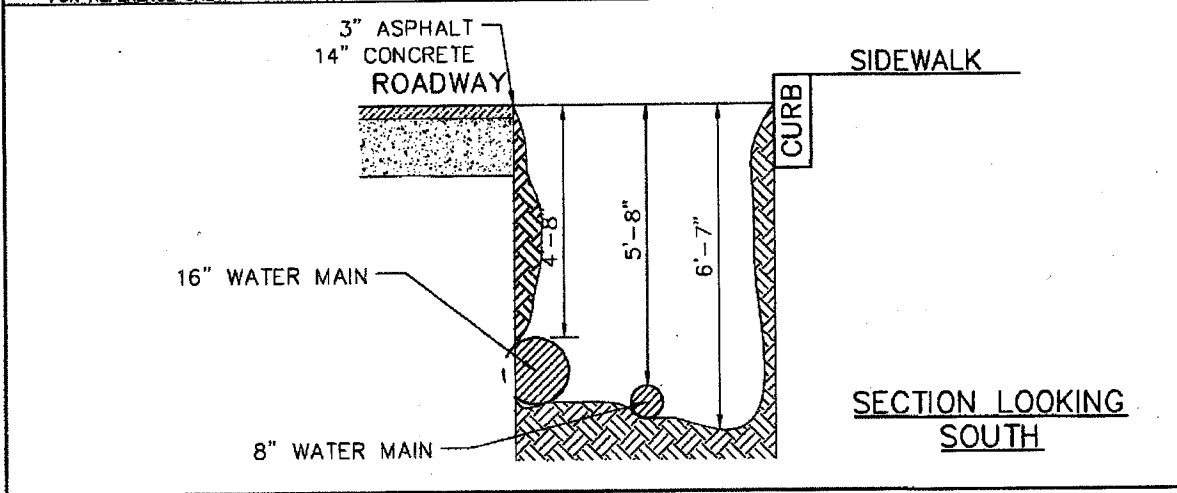 3" ASPHALT
14" CONCRETE
ROADWAY
SIDEWALK
CURB
4'-8"
5'-8"
6'-7"
16" WATER MAIN
8" WATER MAIN
SECTION LOOKING
SOUTH